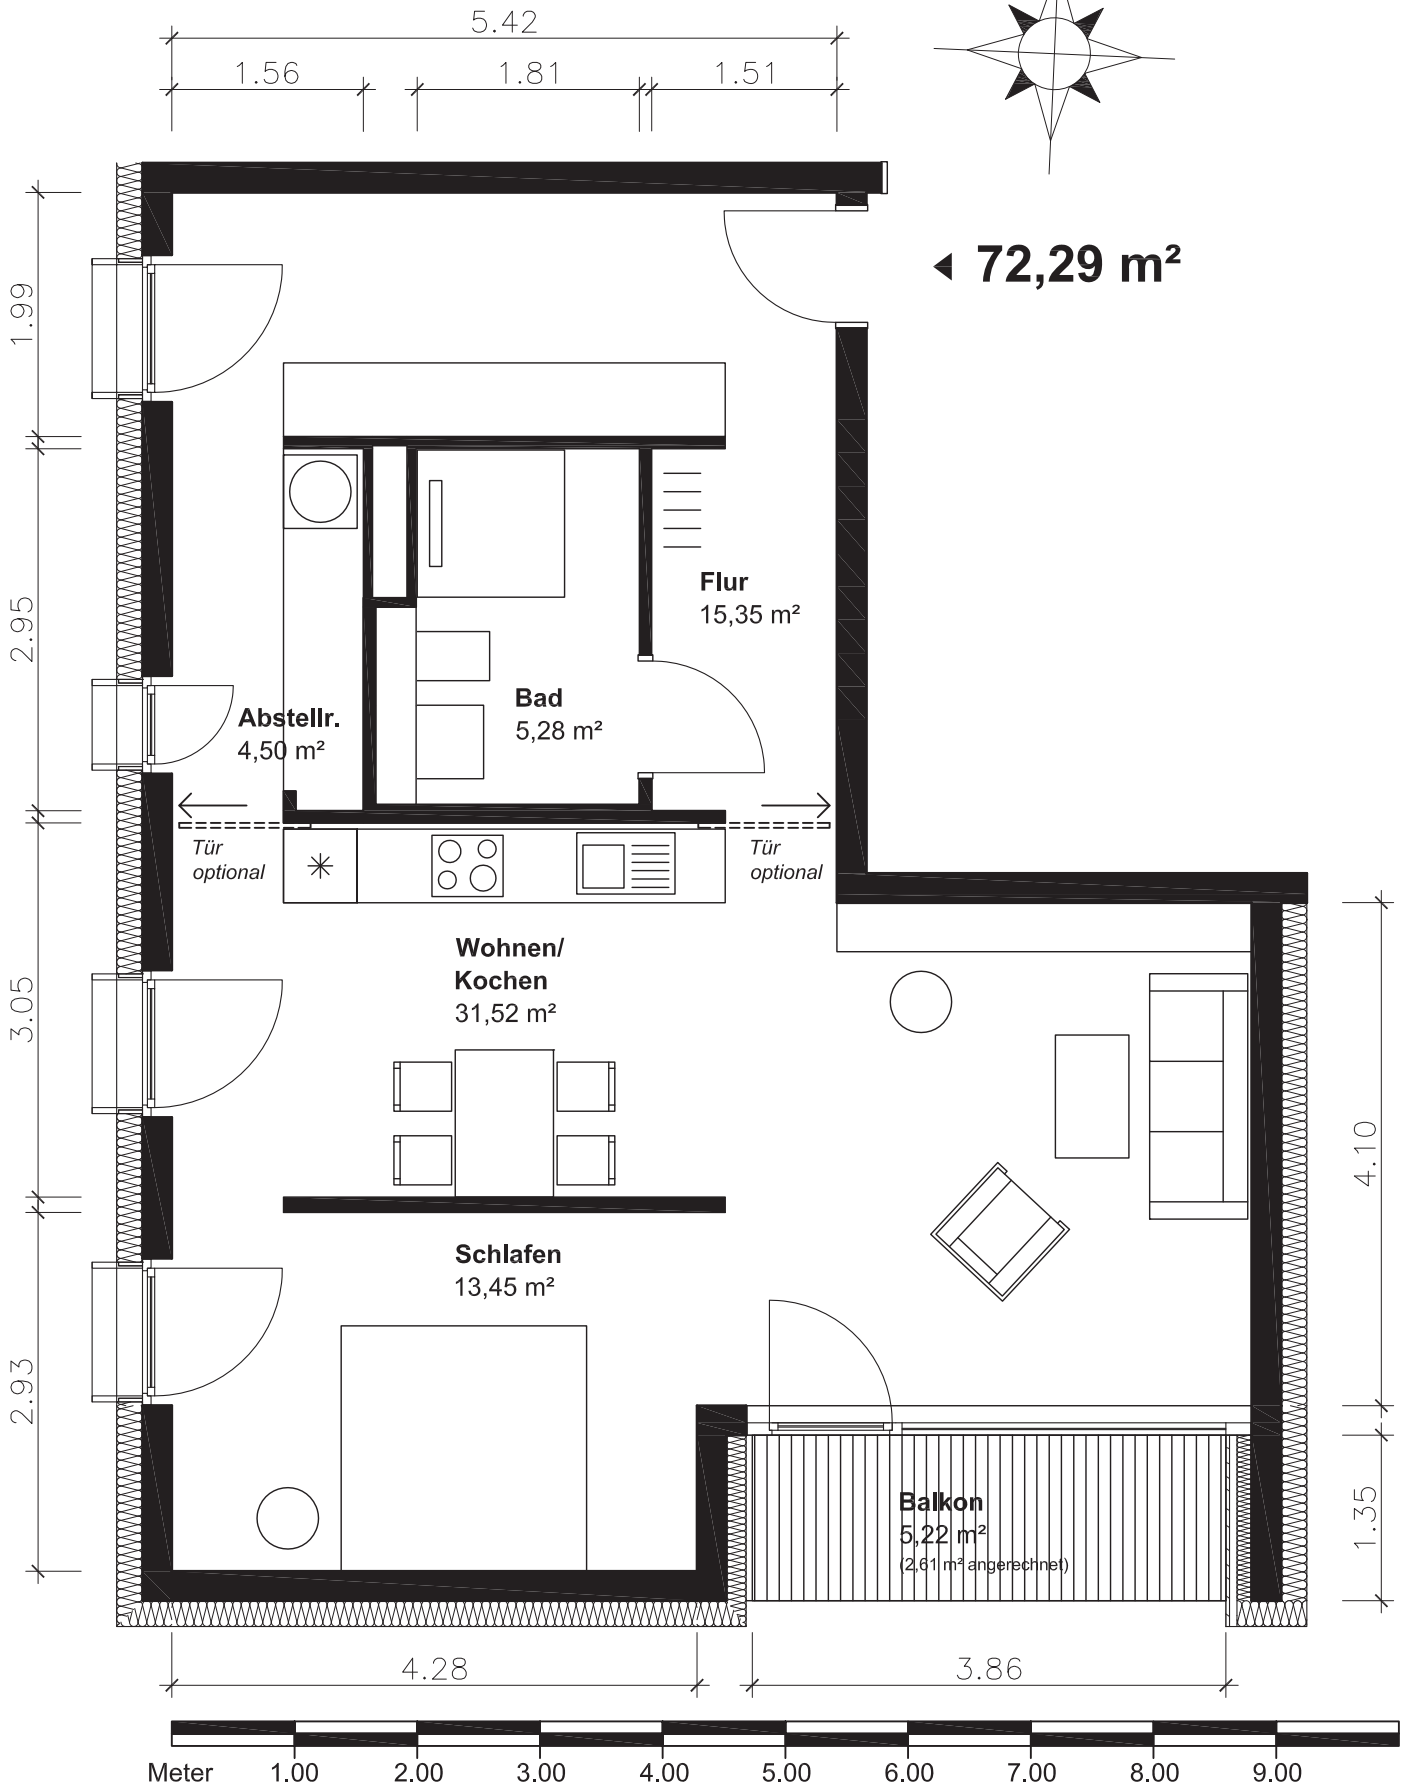 5.42
1.56
1.81
1.51
72,29 m²
1.99
2.95
3.05
2.93
Flur
15,35 m²
Bad
5,28 m²
Abstellr.
4,50 m²
Tür
optional
Tür
optional
Wohnen/
Kochen
31,52 m²
4.10
Schlafen
13,45 m²
Balkon
5,22 m²
(2,61 m² angerechnet)
1.35
4.28
3.86
Meter 1.00 2.00 3.00 4.00 5.00 6.00 7.00 8.00 9.00